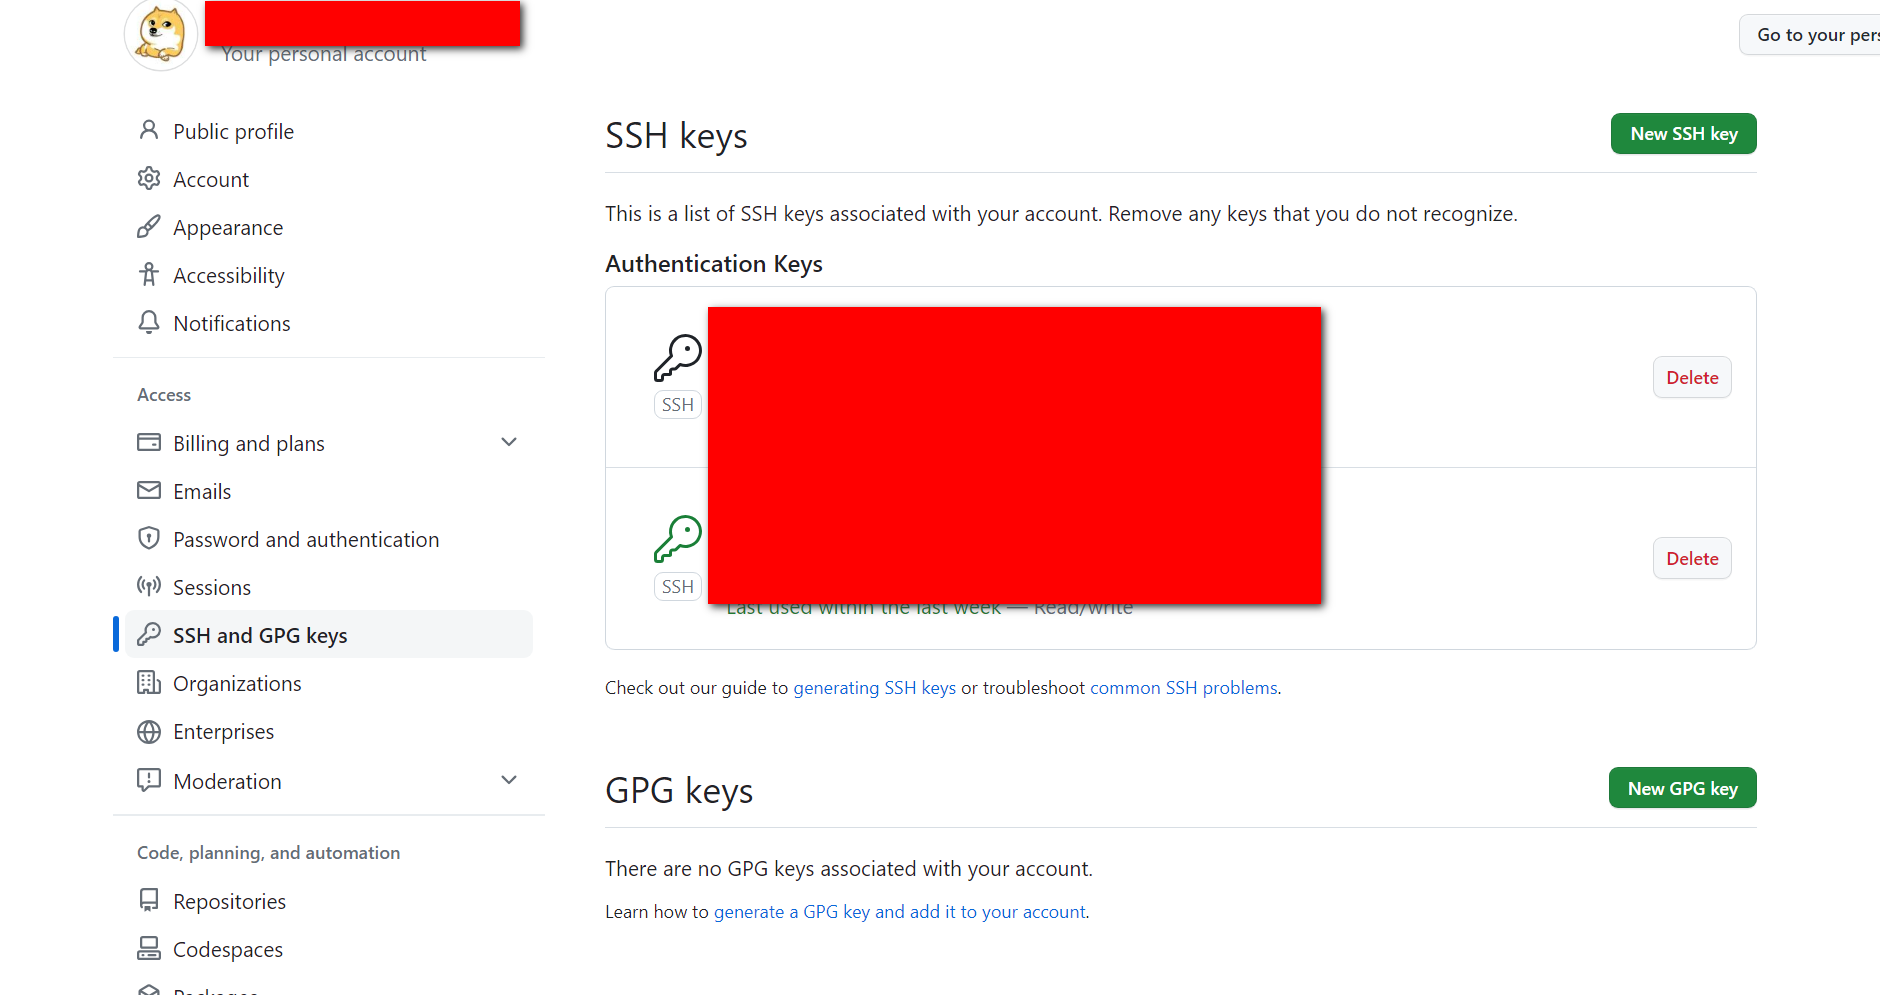 Your personal account
Go to your
Public profile
Account
Appearance
Accessibility
Notifications
Access
Billing and plans
Emails
Password and authentication
Sessions
SSH and GPG keys
Organizations
Enterprises
Moderation
Code, planning, and automation
Repositories
Codespaces
Packages
SSH keys
New SSH key
This is a list of SSH keys associated with your account. Remove any keys that you do not recognize.
Authentication Keys
SSH
Delete
SSH
Last used within the last week — Read/write
Delete
Check out our guide to generating SSH keys or troubleshoot common SSH problems.
GPG keys
New GPG key
There are no GPG keys associated with your account.
Learn how to generate a GPG key and add it to your account.